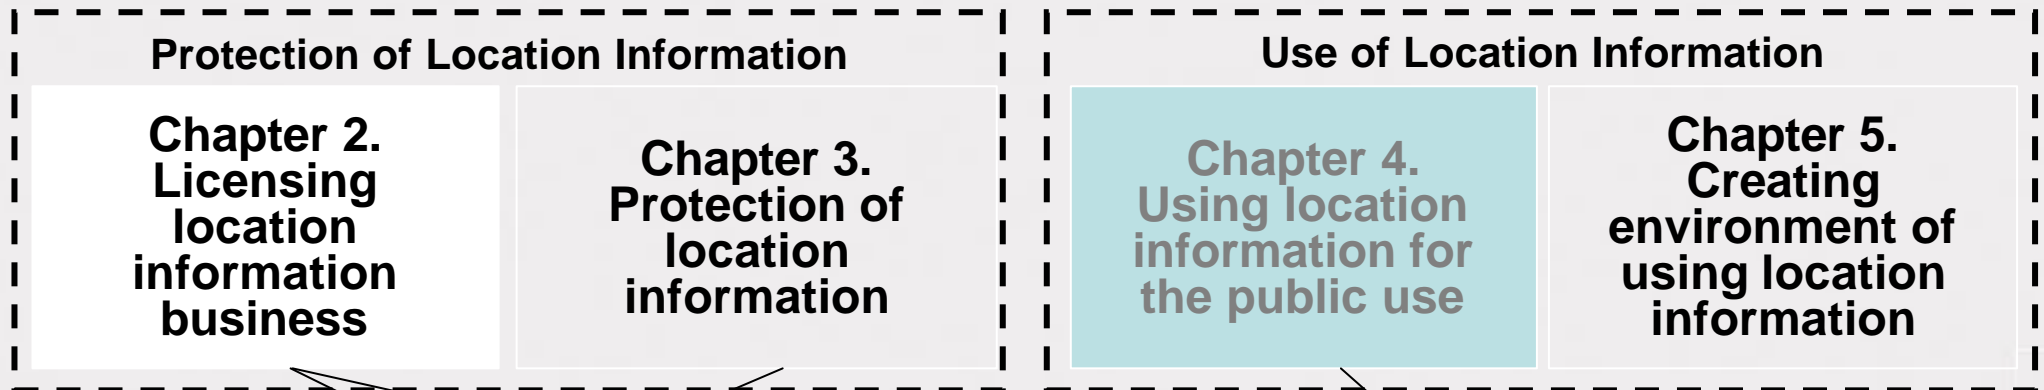 Protection of Location Information
Chapter 2.
Licensing
location
information
business
Chapter 3.
Protection of
location
information
Use of Location Information
Chapter 4.
Using location
information for
the public use
Chapter 5.
Creating
environment of
using location
information